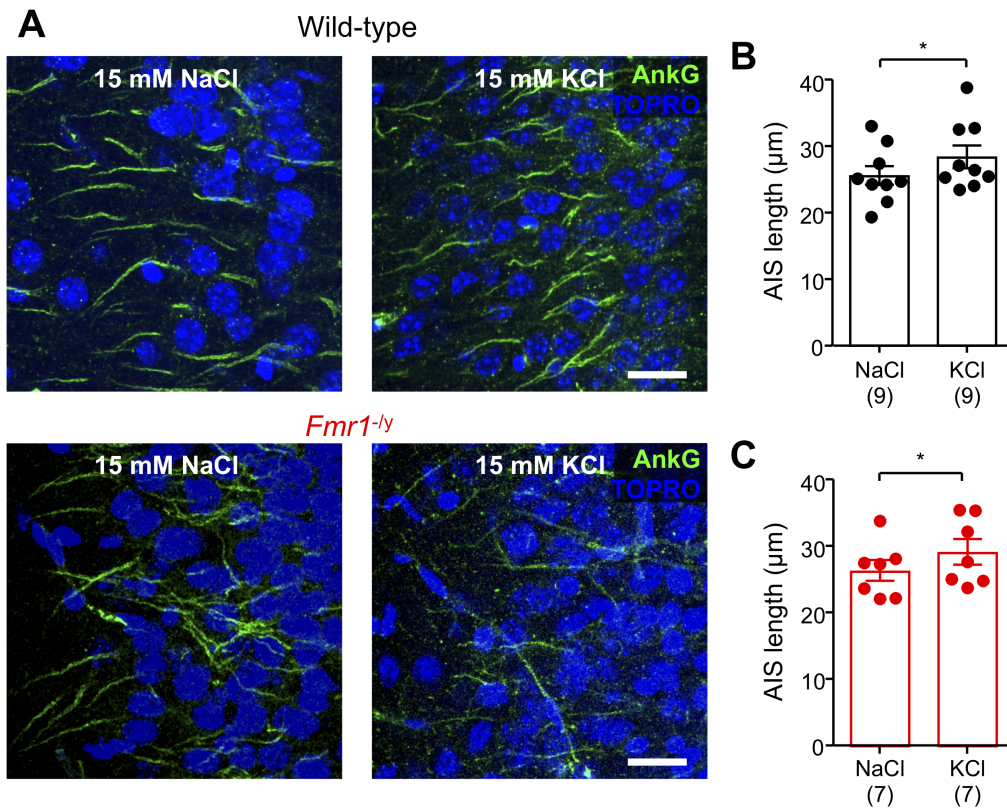 A
Wild-type
15 mM NaCl
15 mM KCl
AnkG
TOPRO
B
*
AIS length (µm)
40
30
20
10
0
NaCl
(9)
KCl
(9)
Fmr1-/y
15 mM NaCl
15 mM KCl
AnkG
TOPRO
C
*
AIS length (µm)
40
30
20
10
0
NaCl
(7)
KCl
(7)